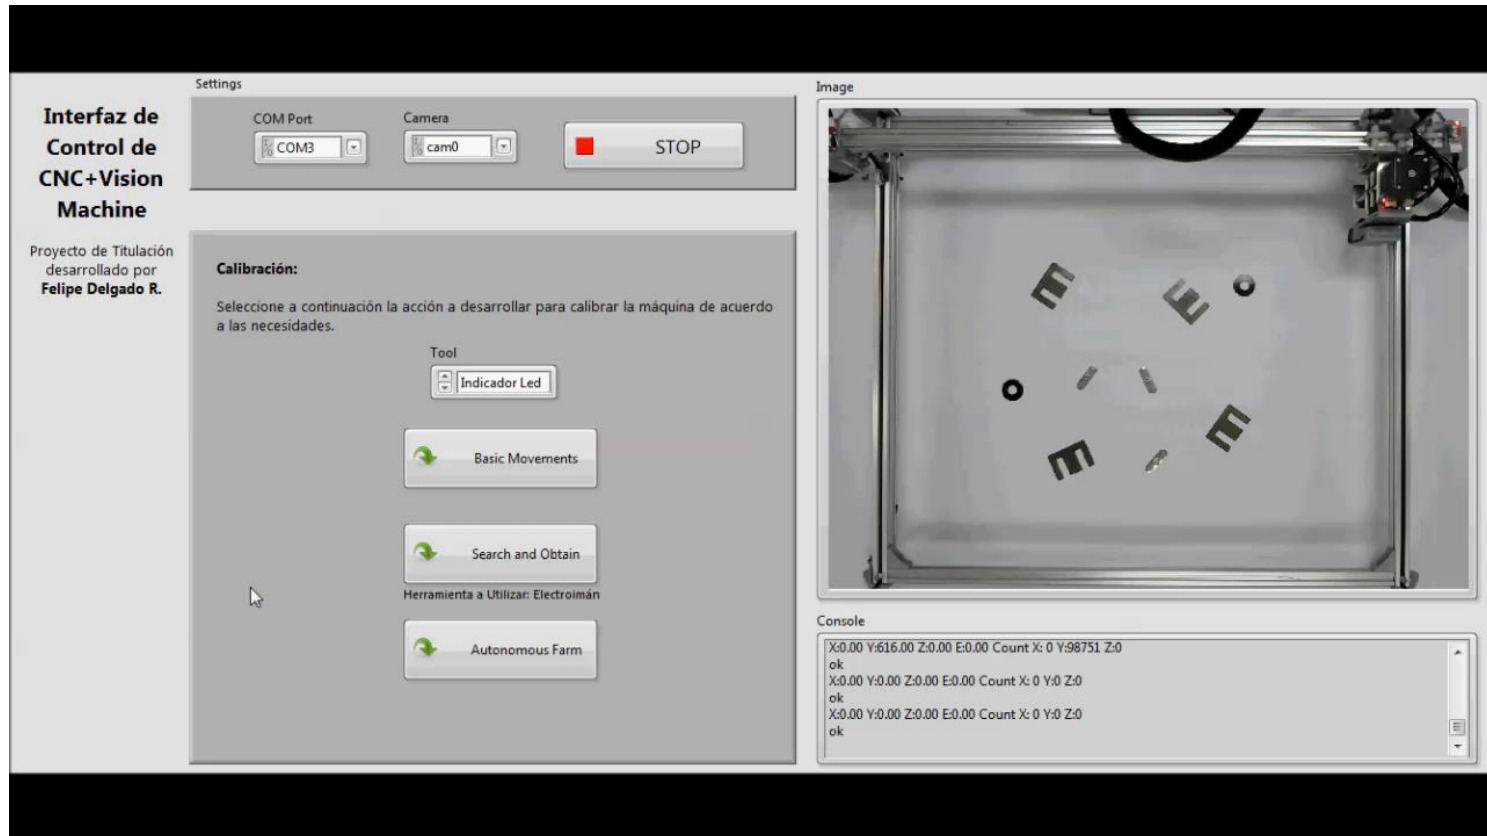 Interfaz de
Control de
CNC+Vision
Machine
Proyecto de Titulación
desarrollado por
Felipe Delgado R.
Settings
COM Port
COM3
Camera
cam0
STOP
Calibración:
Seleccione a continuación la acción a desarrollar para calibrar la máquina de acuerdo
a las necesidades.
Tool
Indicador Led
Basic Movements
Search and Obtain
Herramienta a Utilizar: Electroimán
Autonomous Farm
Image
Console
X:0.00 Y:616.00 Z:0.00 E:0.00 Count X: 0 Y:98751 Z:0
ok
X:0.00 Y:0.00 Z:0.00 E:0.00 Count X: 0 Y:0 Z:0
ok
X:0.00 Y:0.00 Z:0.00 E:0.00 Count X: 0 Y:0 Z:0
ok